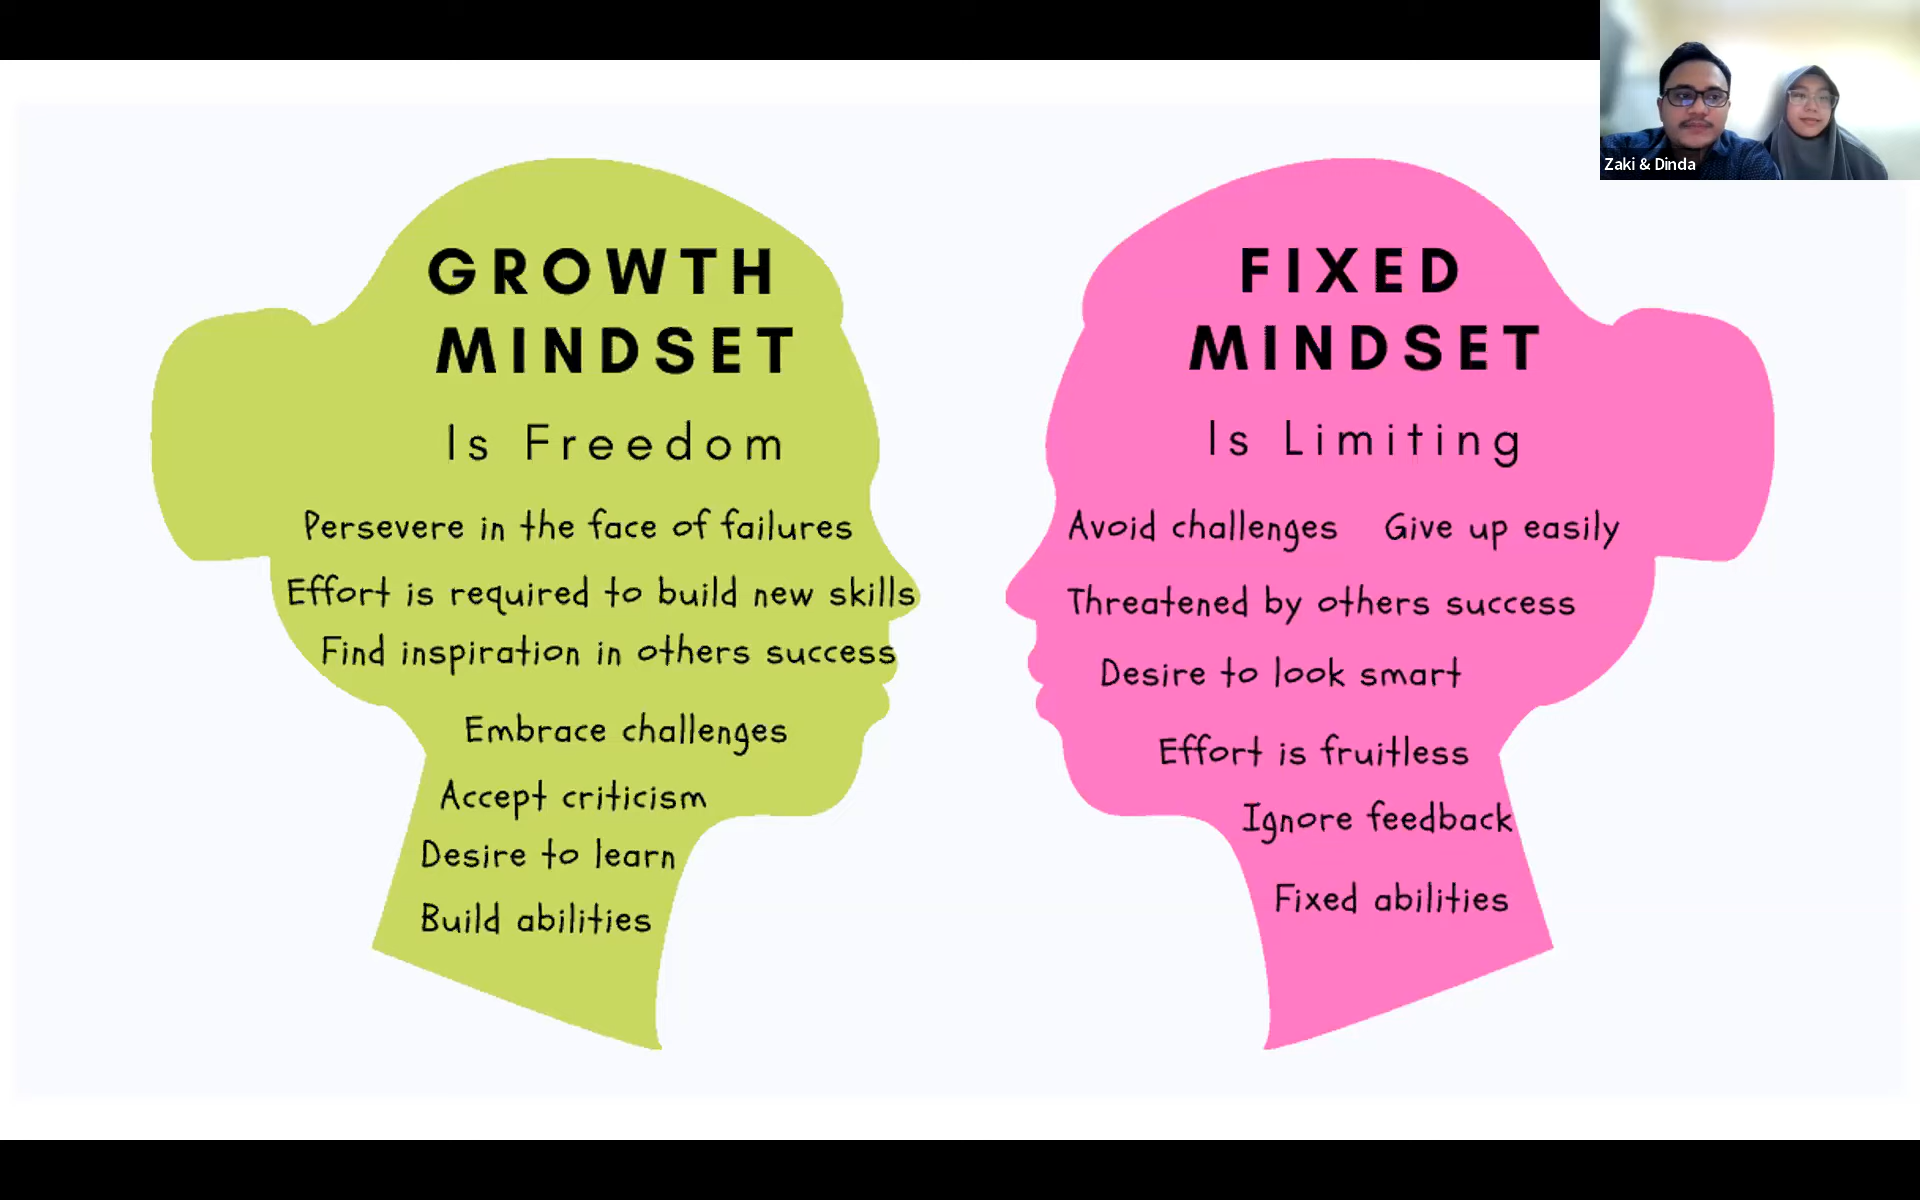 GROWTH
MINDSET
Is Freedom
Persevere in the face of failures
Effort is required to build new skills
Find inspiration in others success
Embrace challenges
Accept criticism
Desire to learn
Build abilities
FIXED
MINDSET
Is Limiting
Avoid challenges Give up easily
Threatened by others success
Desire to look smart
Effort is fruitless
Ignore feedback
Fixed abilities
Zaki & Dinda